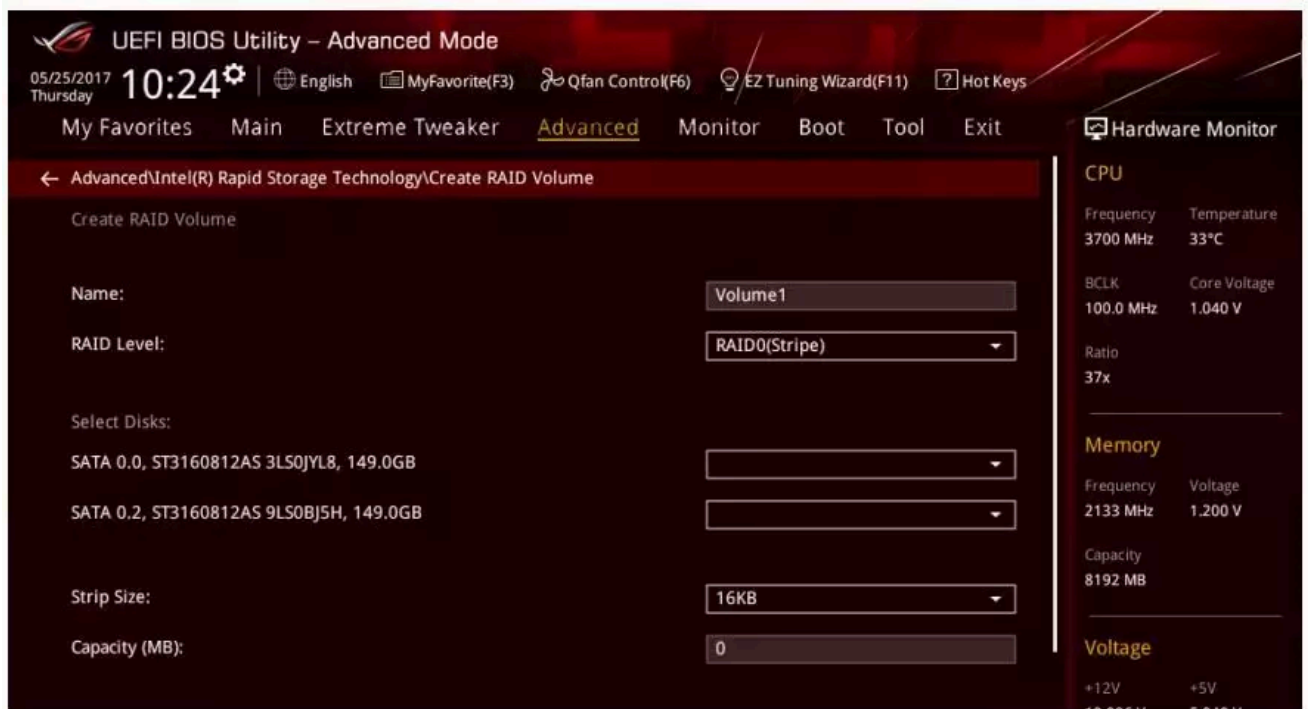 UEFI BIOS Utility – Advanced Mode
05/25/2017
Thursday
10:24
English
MyFavorite(F3)
Qfan Control(F6)
EZ Tuning Wizard(F11)
? Hot Keys
My Favorites Main Extreme Tweaker Advanced Monitor Boot Tool Exit
← Advanced\Intel(R) Rapid Storage Technology\Create RAID Volume
Create RAID Volume
Name: Volume1
RAID Level: RAID0(Stripe)
Select Disks:
SATA 0.0, ST3160812AS 3LS0JYL8, 149.0GB
SATA 0.2, ST3160812AS 9LS0BJ5H, 149.0GB
Strip Size: 16KB
Capacity (MB): 0
Hardware Monitor
CPU
Frequency Temperature
3700 MHz 33°C
BCLK Core Voltage
100.0 MHz 1.040 V
Ratio
37x
Memory
Frequency Voltage
2133 MHz 1.200 V
Capacity
8192 MB
Voltage
+12V +5V